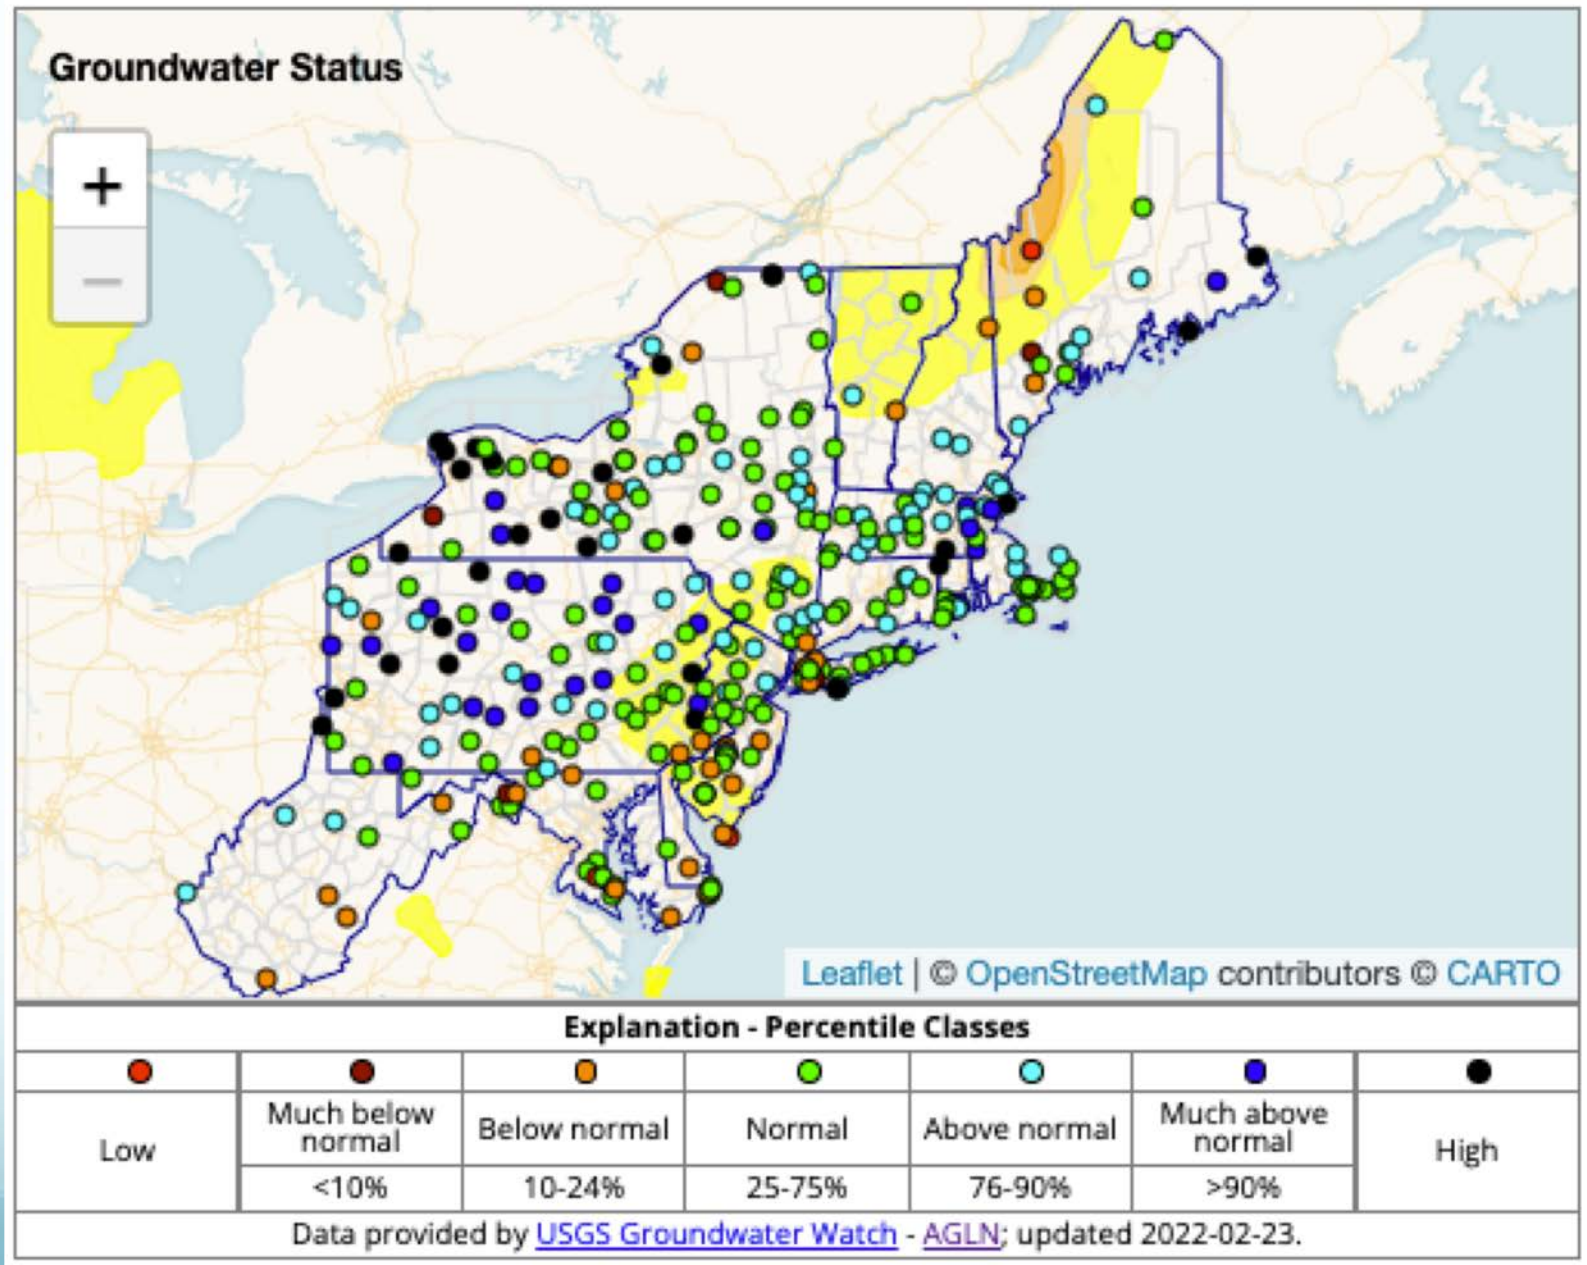 Groundwater Status
+
−
Leaflet | © OpenStreetMap contributors © CARTO
Explanation - Percentile Classes
Low
Much below normal
Below normal
Normal
Above normal
Much above normal
High
<10%
10-24%
25-75%
76-90%
>90%
Data provided by USGS Groundwater Watch - AGLN; updated 2022-02-23.